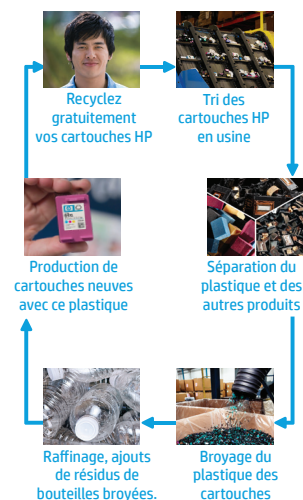 Recyclez
gratuitement
vos cartouches HP
Tri des
cartouches HP
en usine
Séparation du
plastique et des
autres produits
Broyage du
plastique des
cartouches
Raffinage, ajouts
de résidus de
bouteilles broyées.
Production de
cartouches neuves
avec ce plastique